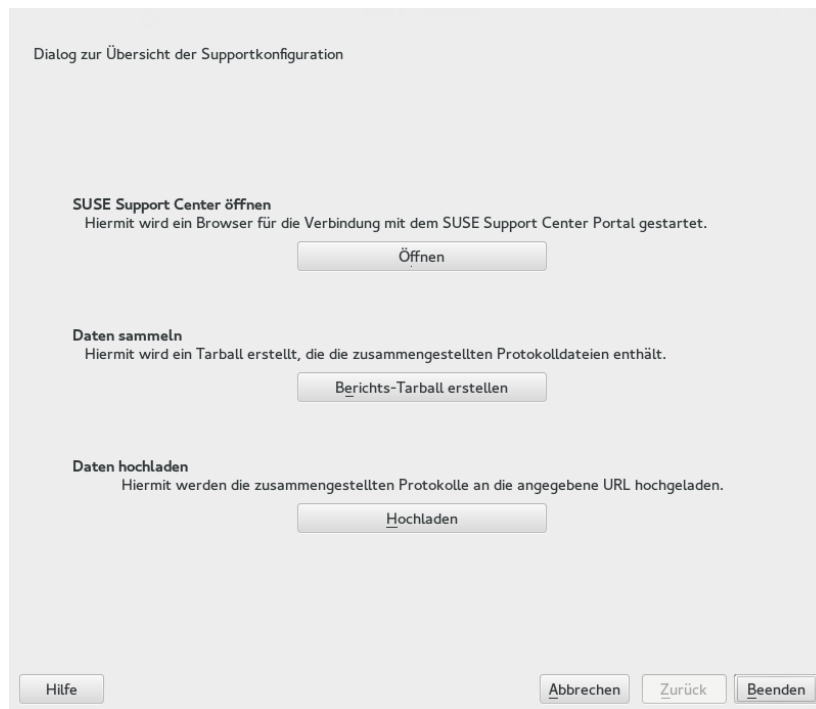 Dialog zur Übersicht der Supportkonfiguration
SUSE Support Center öffnen
Hiermit wird ein Browser für die Verbindung mit dem SUSE Support Center Portal gestartet.
Öffnen
Daten sammeln
Hiermit wird ein Tarball erstellt, die die zusammengestellten Protokolldateien enthält.
Berichts-Tarball erstellen
Daten hochladen
Hiermit werden die zusammengestellten Protokolle an die angegebene URL hochgeladen.
Hochladen
Hilfe Abbrechen Zurück Beenden